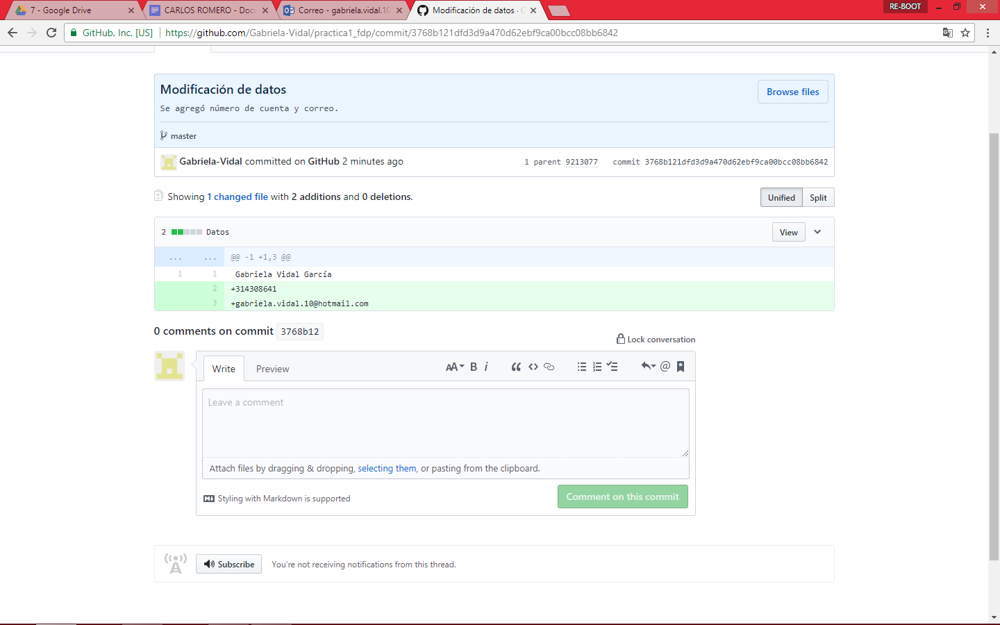 7 - Google Drive
CARLOS ROMERO - Docu
Correo - gabriela.vidal.10
Modificación de datos · G
RE-BOOT
GitHub, Inc. [US]
https://github.com/Gabriela-Vidal/practica1_fdp/commit/3768b121dfd3d9a470d62ebf9ca00bcc08bb6842
Modificación de datos
Browse files
Se agregó número de cuenta y correo.
master
Gabriela-Vidal committed on GitHub 2 minutes ago
1 parent 9213077 commit 3768b121dfd3d9a470d62ebf9ca00bcc08bb6842
Showing 1 changed file with 2 additions and 0 deletions.
Unified Split
2 Datos
View
... ... @@ -1 +1,3 @@
1 1 Gabriela Vidal García
2 +314308641
3 +gabriela.vidal.10@hotmail.com
0 comments on commit 3768b12
Lock conversation
Write Preview
AA B i
Leave a comment
Attach files by dragging & dropping, selecting them, or pasting from the clipboard.
Styling with Markdown is supported
Comment on this commit
Subscribe You're not receiving notifications from this thread.